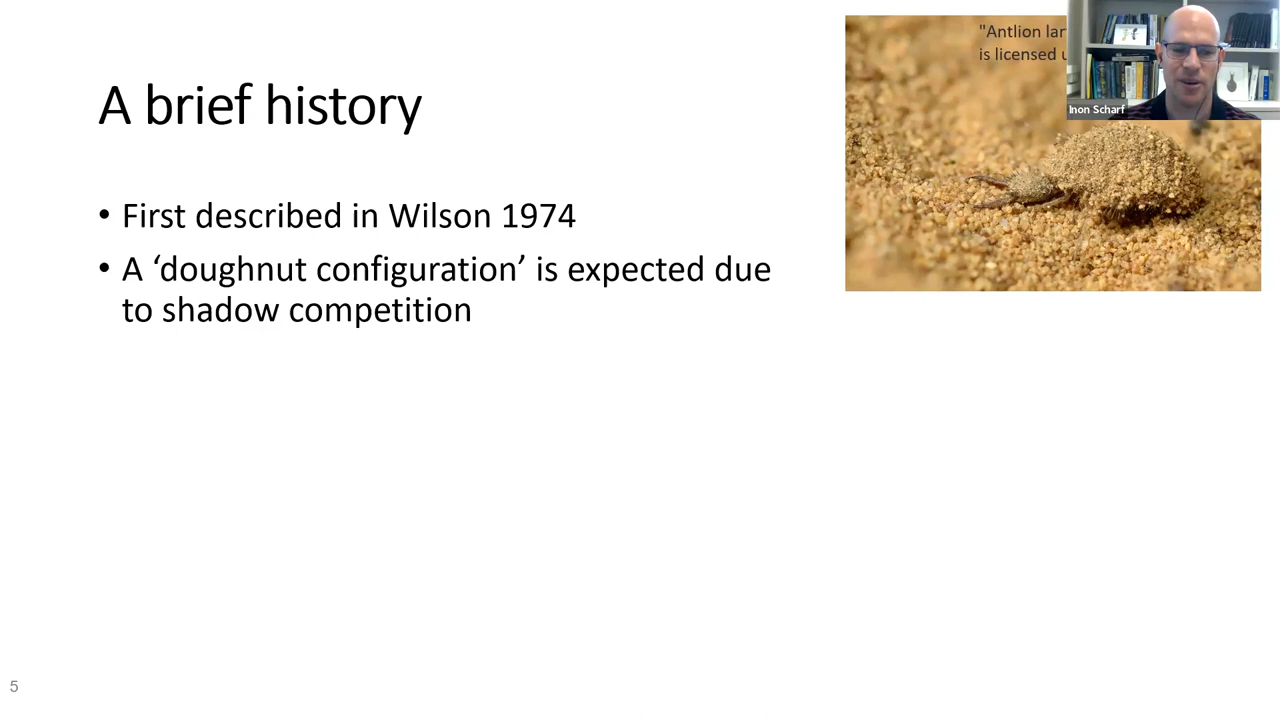 "Antlion
is licensed
Inon Scharf
A brief history
• First described in Wilson 1974
• A ‘doughnut configuration’ is expected due
to shadow competition
5